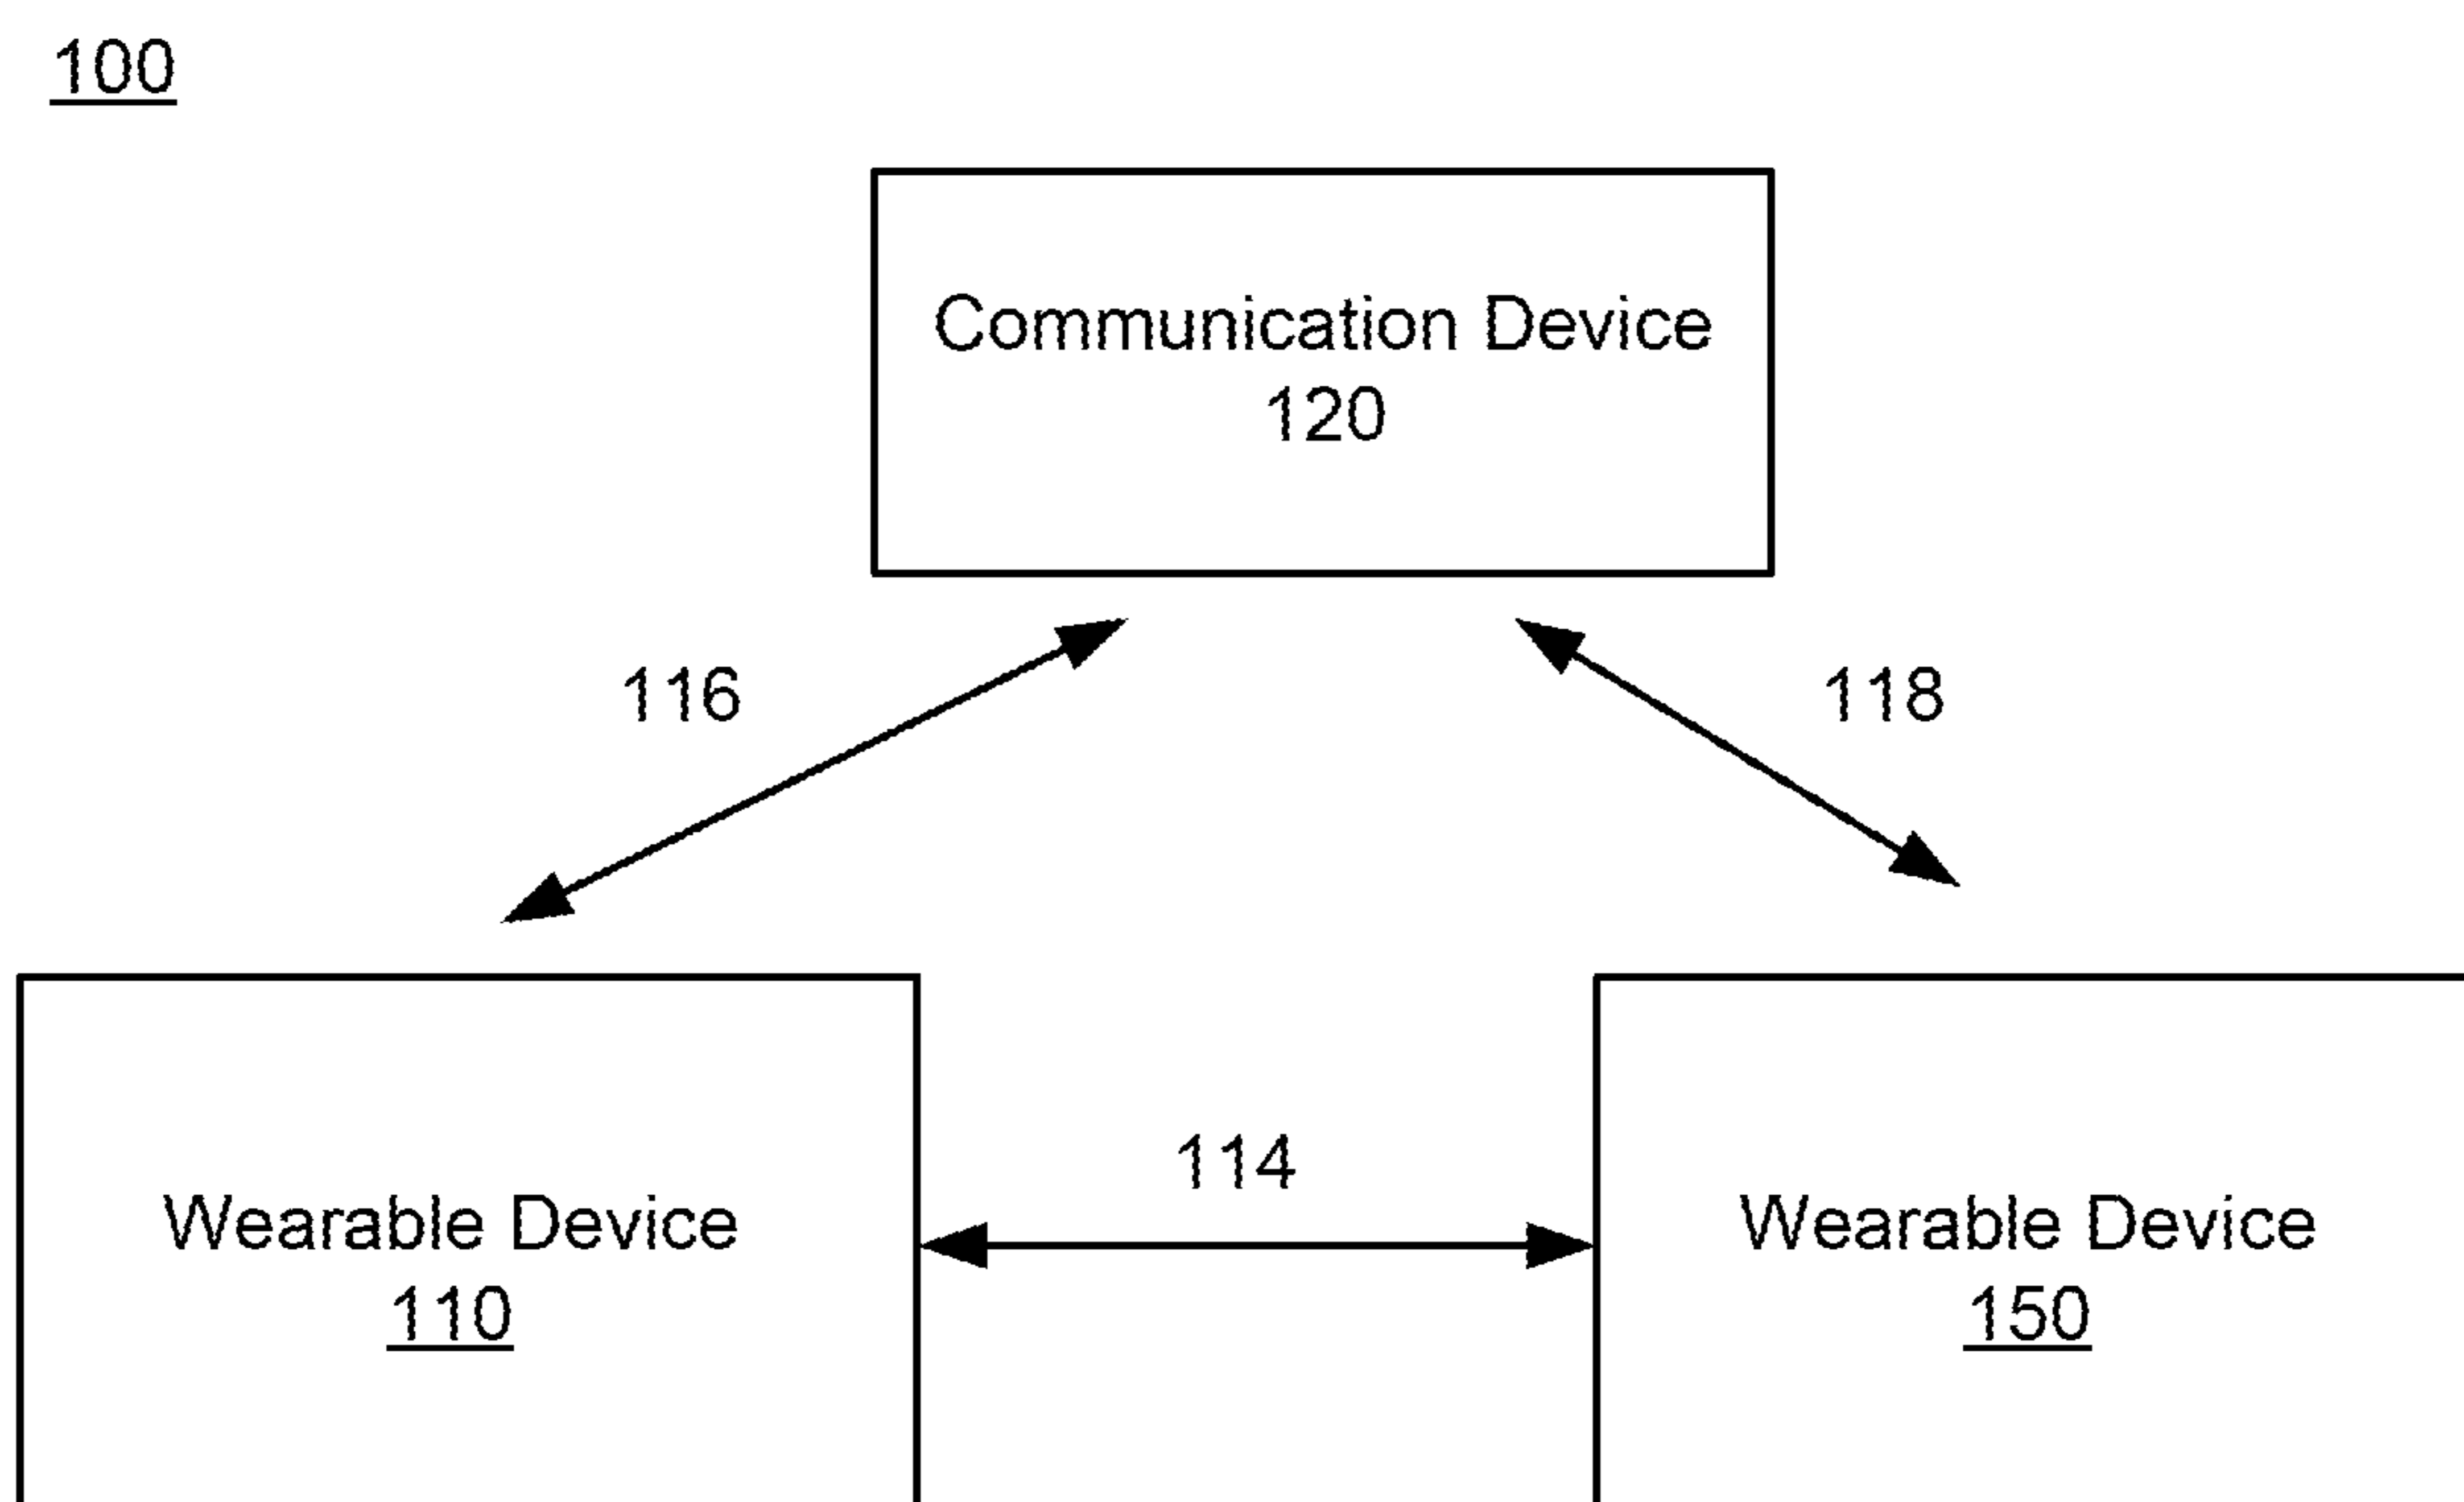 100
Communication Device
120
116
118
114
Wearable Device
110
Wearable Device
150